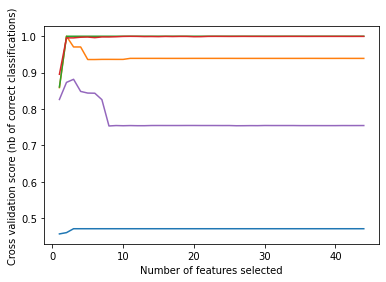 1.0
0.9
0.8
0.7
0.6
0.5
Cross validation score (nb of correct classifications)
0 10 20 30 40
Number of features selected